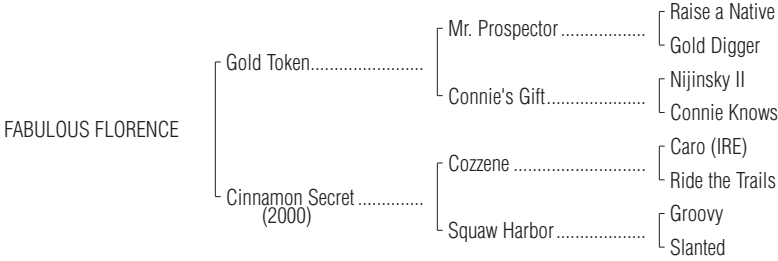 Raise a Native
Mr. Prospector ....................
Gold Digger
Gold Token.......................
Nijinsky II
Connie's Gift.....................
Connie Knows
FABULOUS FLORENCE
Caro (IRE)
Cozzene ...........................
Ride the Trails
Cinnamon Secret ..............
(2000)
Groovy
Squaw Harbor...................
Slanted